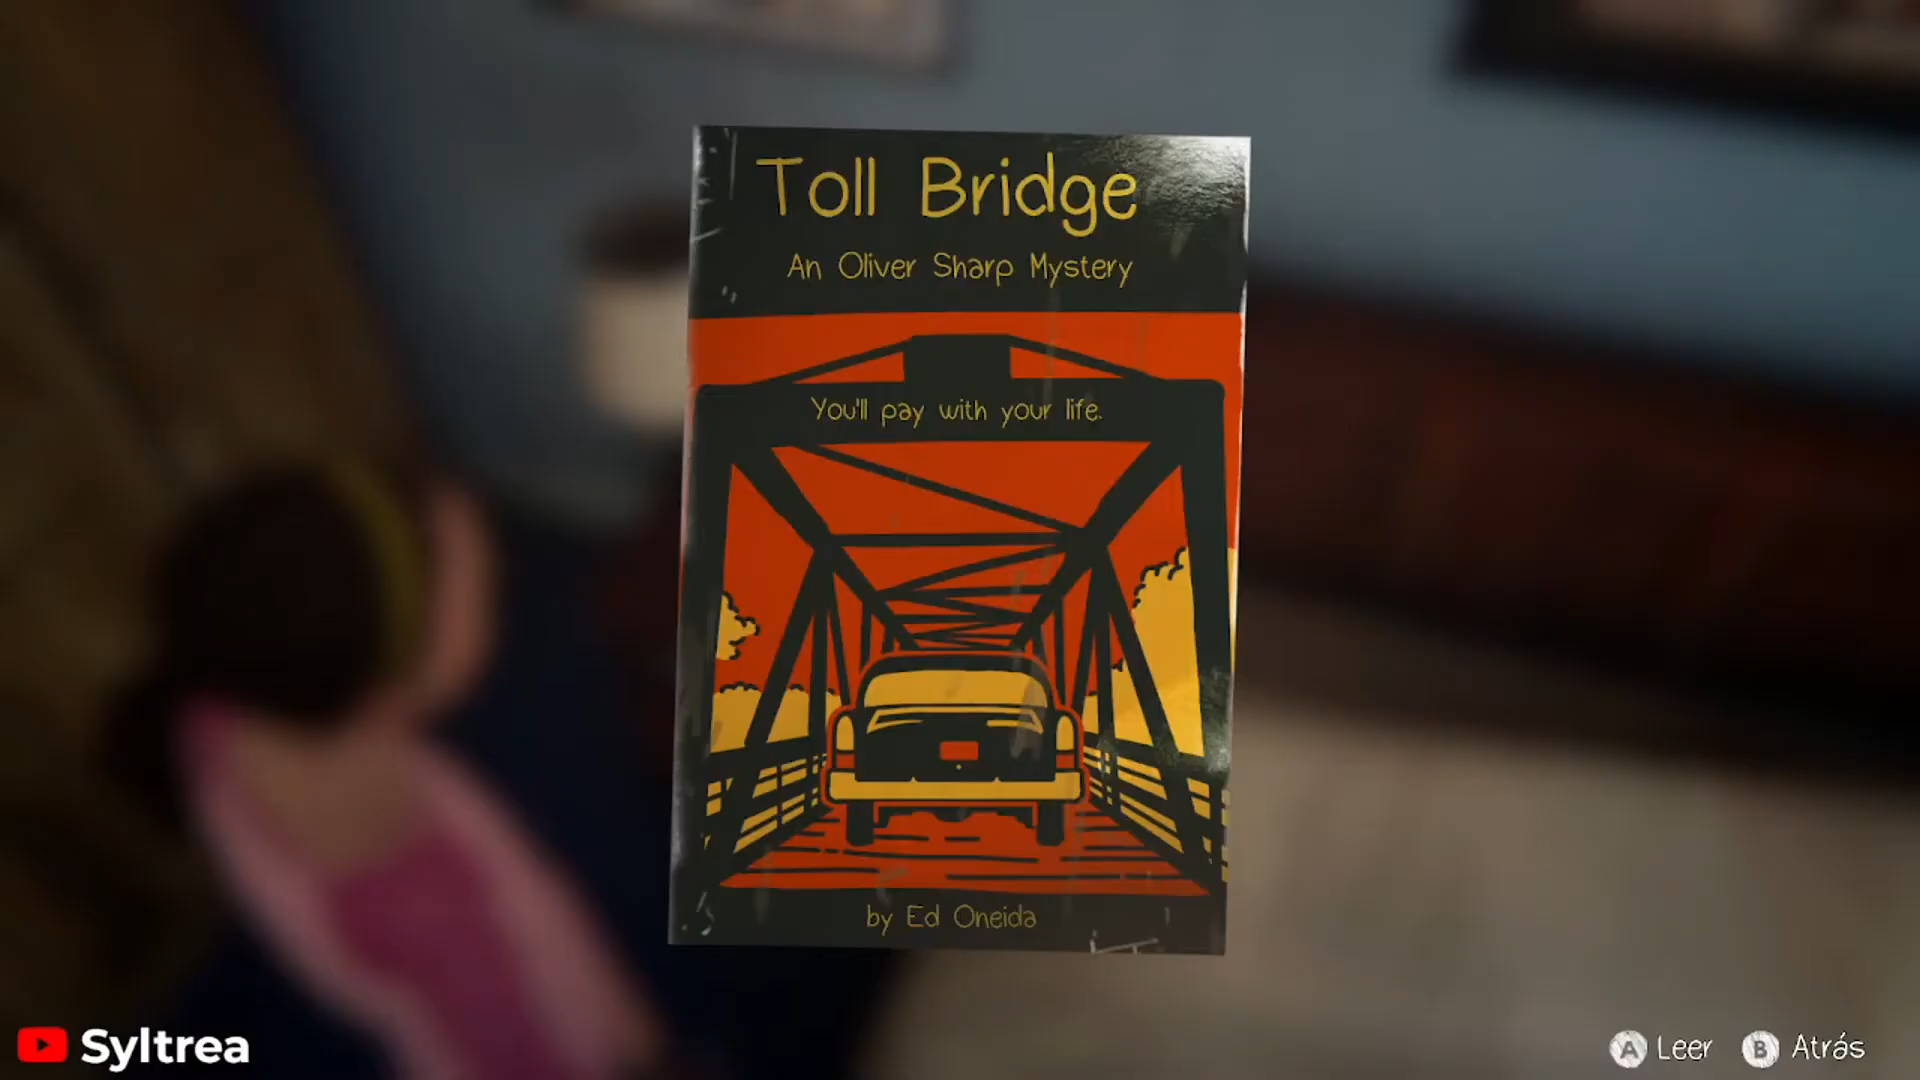 Toll Bridge
An Oliver Sharp Mystery
You'll pay with your life.
by Ed Oneida
Syltrea
A Leer B Atrás